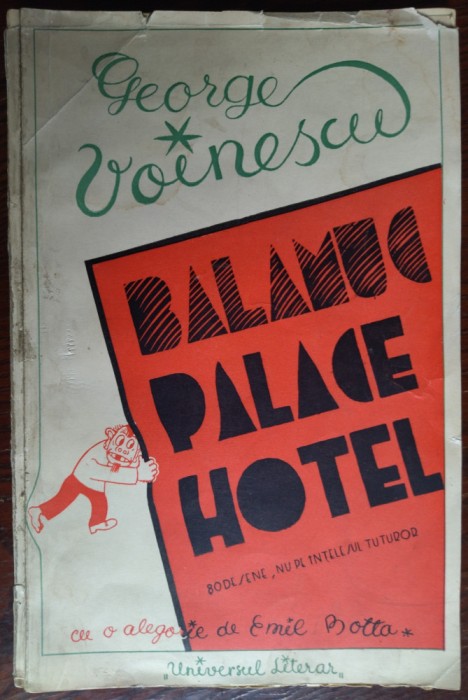 George
Voinescu
BALAMUC
PALACE
HOTEL
BODESENE, NU PE INTELESUL TUTUROR
cu o alegorie de Emil Botta*
„Universul Literar„